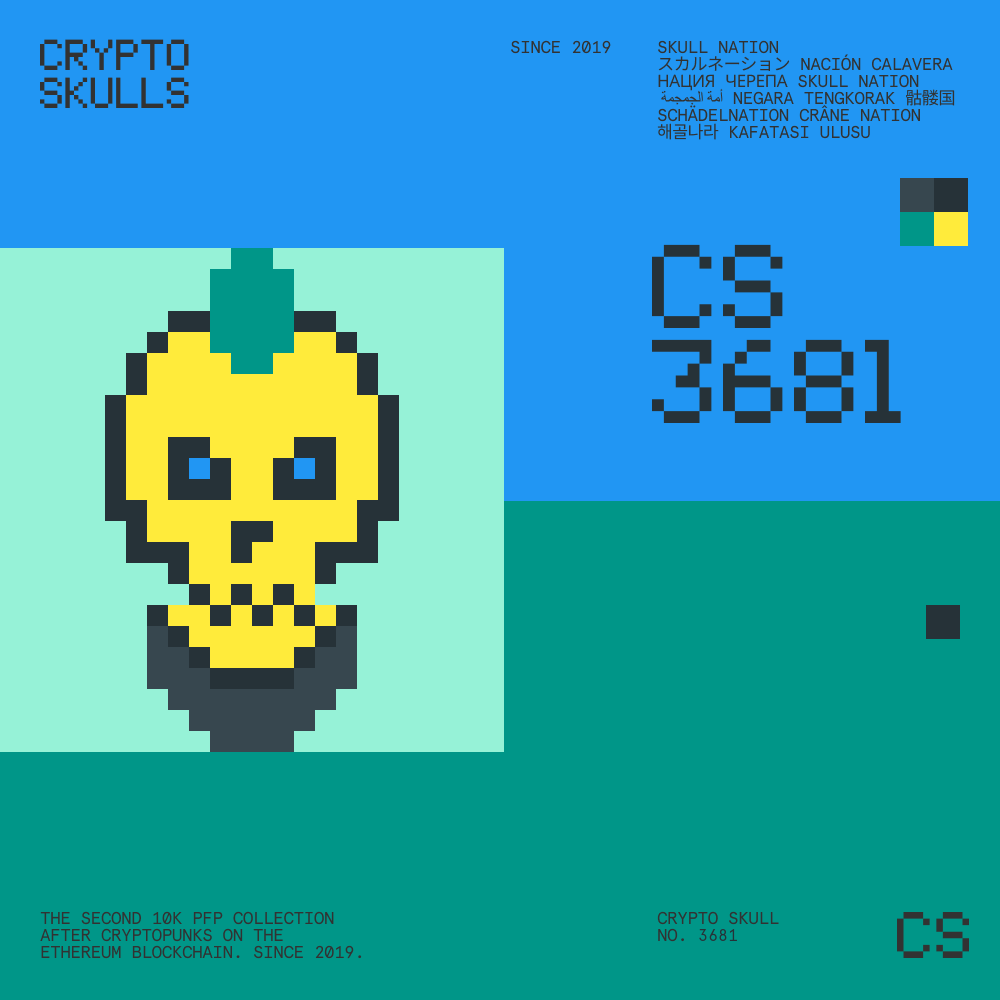 CRYPTO
SKULLS
SINCE 2019
SKULL NATION
スカルネーション NACIÓN CALAVERA
НАЦИЯ ЧЕРЕПА SKULL NATION
أمة الجمجمة NEGARA TENGKORAK 骷髅国
SCHÄDELNATION CRÂNE NATION
해골나라 KAFATASI ULUSU
CS
3681
THE SECOND 10K PFP COLLECTION
AFTER CRYPTOPUNKS ON THE
ETHEREUM BLOCKCHAIN. SINCE 2019.
CRYPTO SKULL
NO. 3681
CS